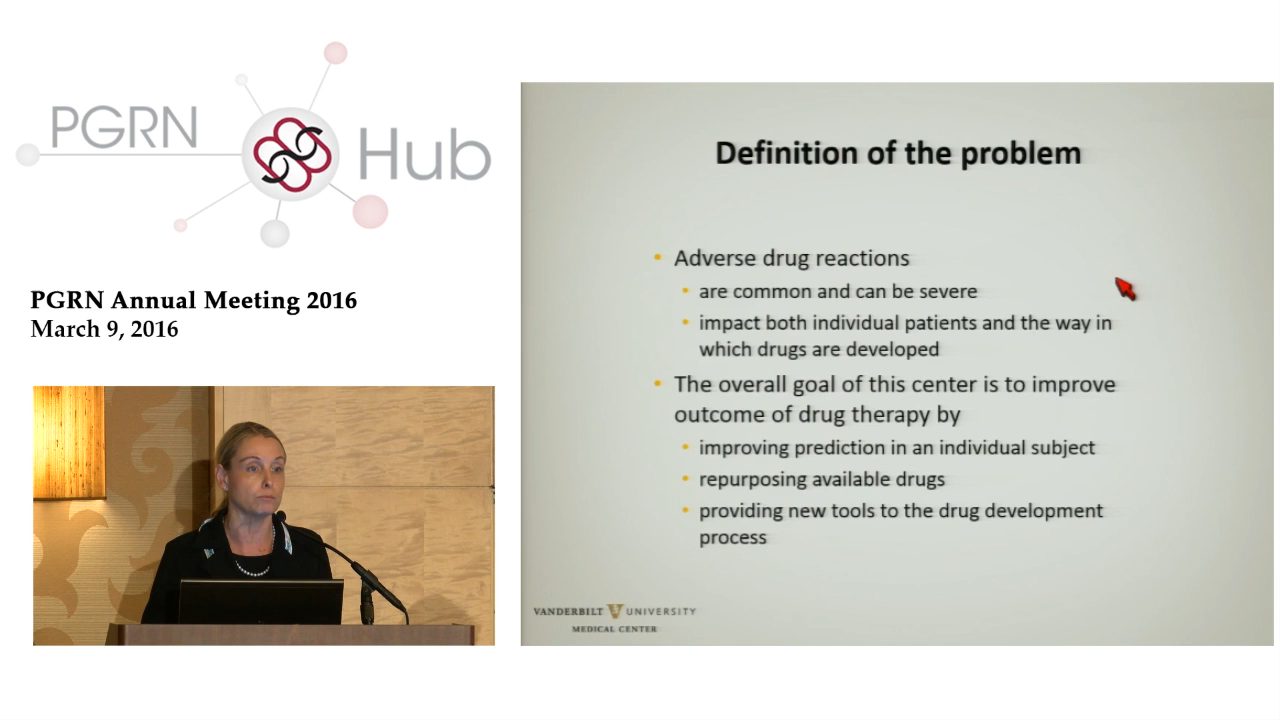 PGRN
Hub
PGRN Annual Meeting 2016
March 9, 2016
Definition of the problem
• Adverse drug reactions
• are common and can be severe
• impact both individual patients and the way in
which drugs are developed
• The overall goal of this center is to improve
outcome of drug therapy by
• improving prediction in an individual subject
• repurposing available drugs
• providing new tools to the drug development
process
VANDERBILT UNIVERSITY
MEDICAL CENTER